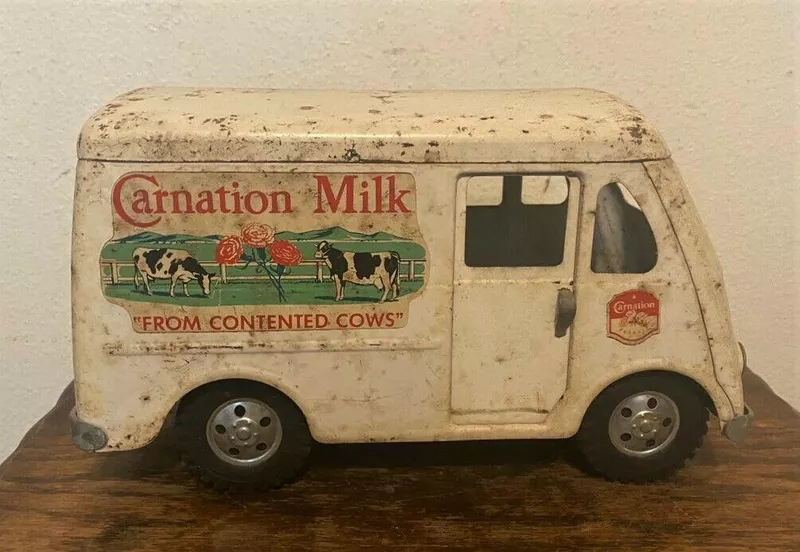 Carnation Milk
"FROM CONTENTED COWS"
Carnation